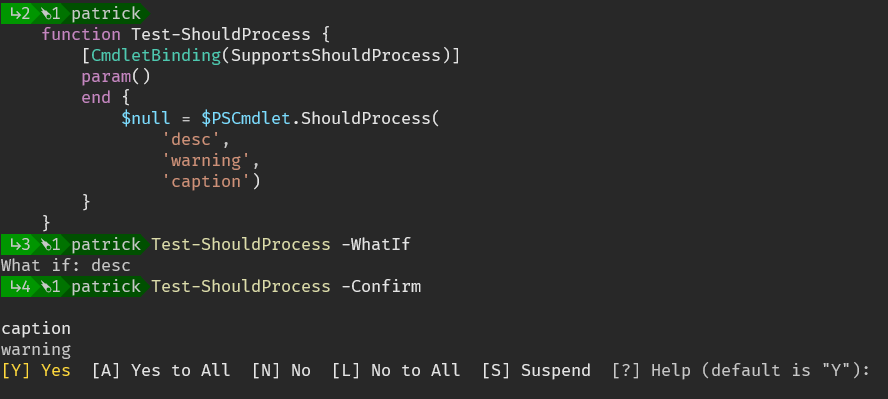 ↪2 1 patrick
function Test-ShouldProcess {
[CmdletBinding(SupportsShouldProcess)]
param()
end {
$null = $PSCmdlet.ShouldProcess(
'desc',
'warning',
'caption')
}
}
↪3 1 patrick Test-ShouldProcess -WhatIf
What if: desc
↪4 1 patrick Test-ShouldProcess -Confirm
caption
warning
[Y] Yes  [A] Yes to All  [N] No  [L] No to All  [S] Suspend  [?] Help (default is "Y"):